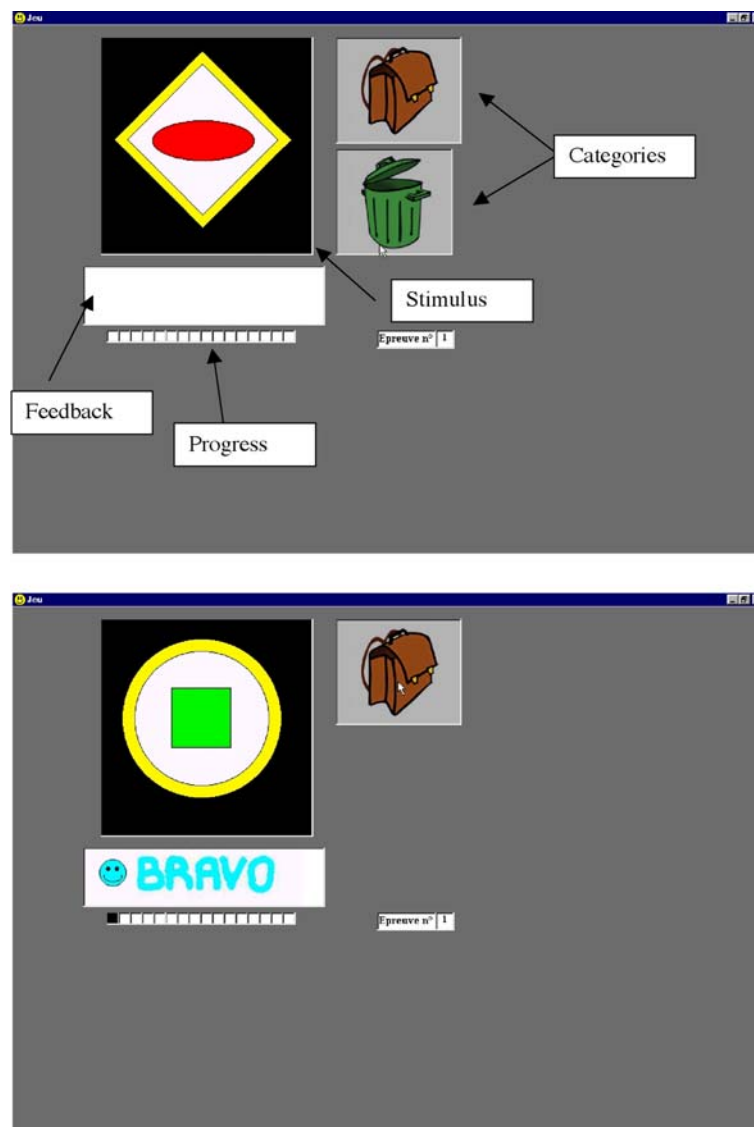 Jeu
Categories
Stimulus
Epreuve n° 1
Feedback
Progress
Jeu
BRAVO
Epreuve n° 1